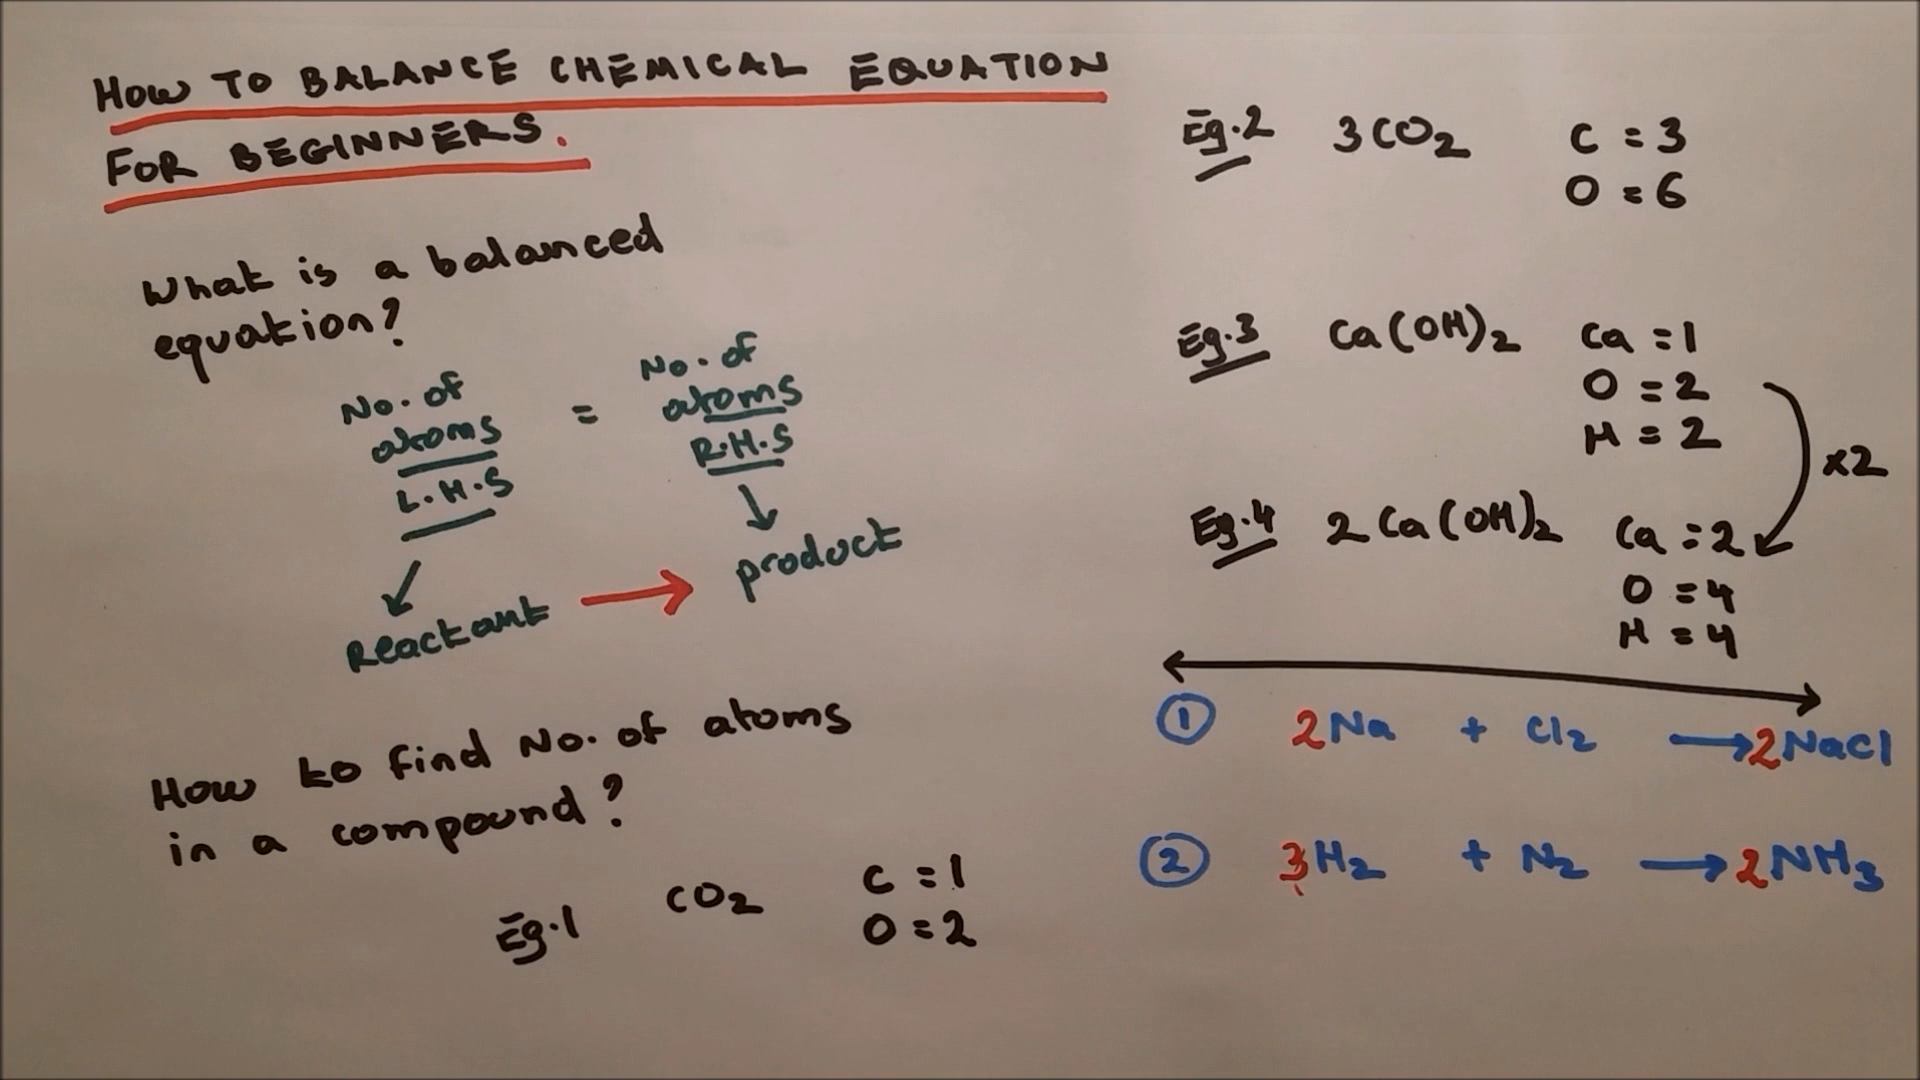 HOW TO BALANCE CHEMICAL EQUATION
FOR BEGINNERS.
What is a balanced
equation?
No. of
atoms
L.H.S
=
No. of
atoms
R.H.S
Reactant → product
How to find No. of atoms
in a compound?
Eg.1 CO2 C = 1
O = 2
Eg.2 3CO2 C = 3
O = 6
Eg.3 Ca(OH)2 Ca = 1
O = 2
H = 2
x2
Eg.4 2Ca(OH)2 Ca = 2
O = 4
H = 4
① 2Na + Cl2 → 2NaCl
② 3H2 + N2 → 2NH3